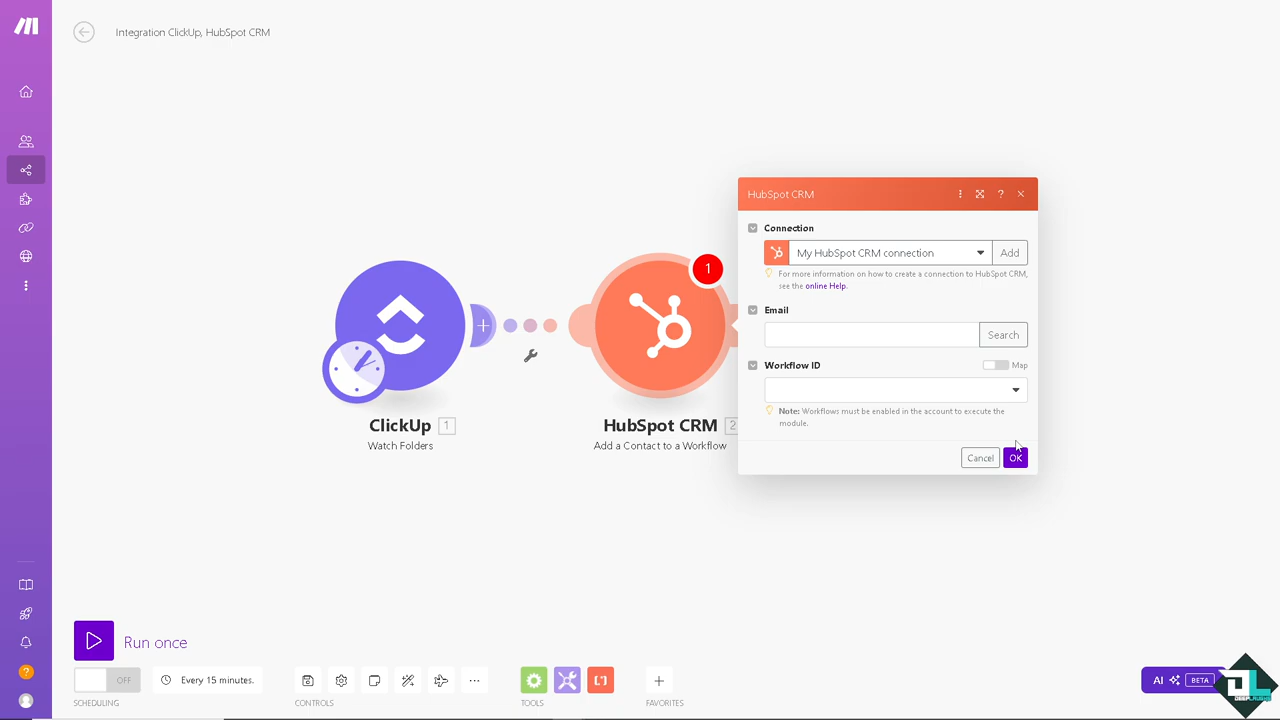 Integration ClickUp, HubSpot CRM
HubSpot CRM
?
Connection
My HubSpot CRM connection
Add
For more information on how to create a connection to HubSpot CRM,
see the online Help.
Email
Search
Workflow ID
Map
Note: Workflows must be enabled in the account to execute the
module.
Cancel
OK
1
ClickUp
1
Watch Folders
HubSpot CRM
2
Add a Contact to a Workflow
Run once
OFF
Every 15 minutes.
SCHEDULING
CONTROLS
TOOLS
FAVORITES
AI
BETA
?